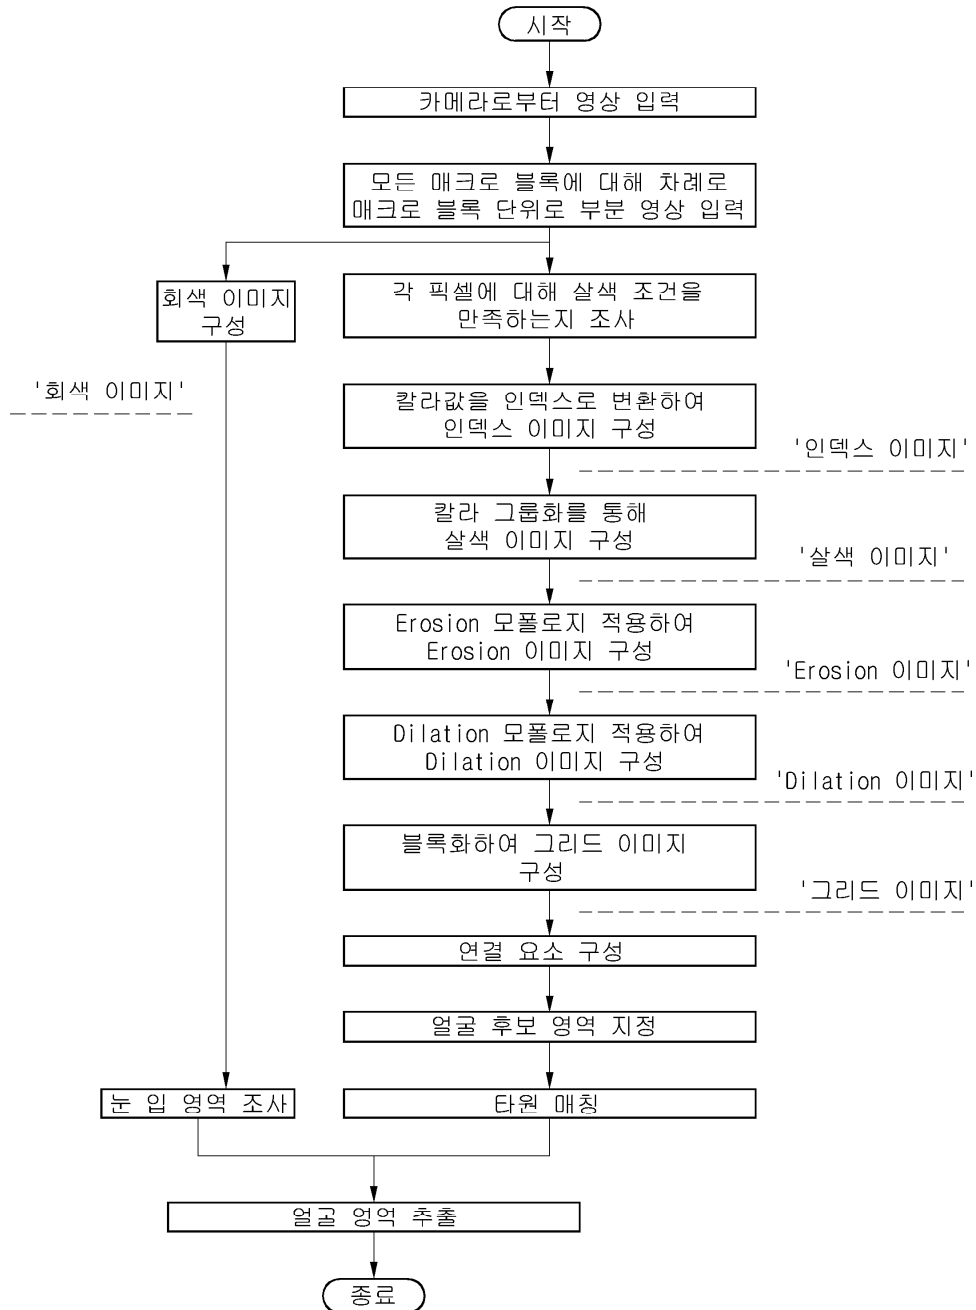 시작
카메라로부터 영상 입력
모든 매크로 블록에 대해 차례로
매크로 블록 단위로 부분 영상 입력
회색 이미지
구성
각 픽셀에 대해 살색 조건을
만족하는지 조사
'회색 이미지'
칼라값을 인덱스로 변환하여
인덱스 이미지 구성
'인덱스 이미지'
칼라 그룹화를 통해
살색 이미지 구성
'살색 이미지'
Erosion 모폴로지 적용하여
Erosion 이미지 구성
'Erosion 이미지'
Dilation 모폴로지 적용하여
Dilation 이미지 구성
'Dilation 이미지'
블록화하여 그리드 이미지
구성
'그리드 이미지'
연결 요소 구성
얼굴 후보 영역 지정
눈 입 영역 조사
타원 매칭
얼굴 영역 추출
종료